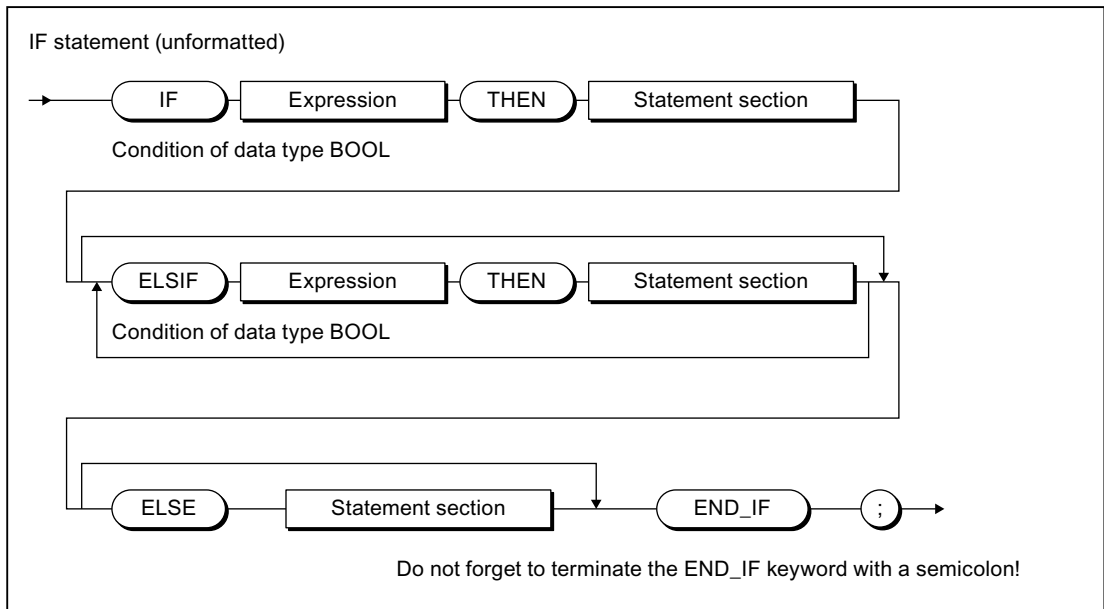 IF statement (unformatted)
IF Expression THEN Statement section
Condition of data type BOOL
ELSIF Expression THEN Statement section
Condition of data type BOOL
ELSE Statement section END_IF ;
Do not forget to terminate the END_IF keyword with a semicolon!